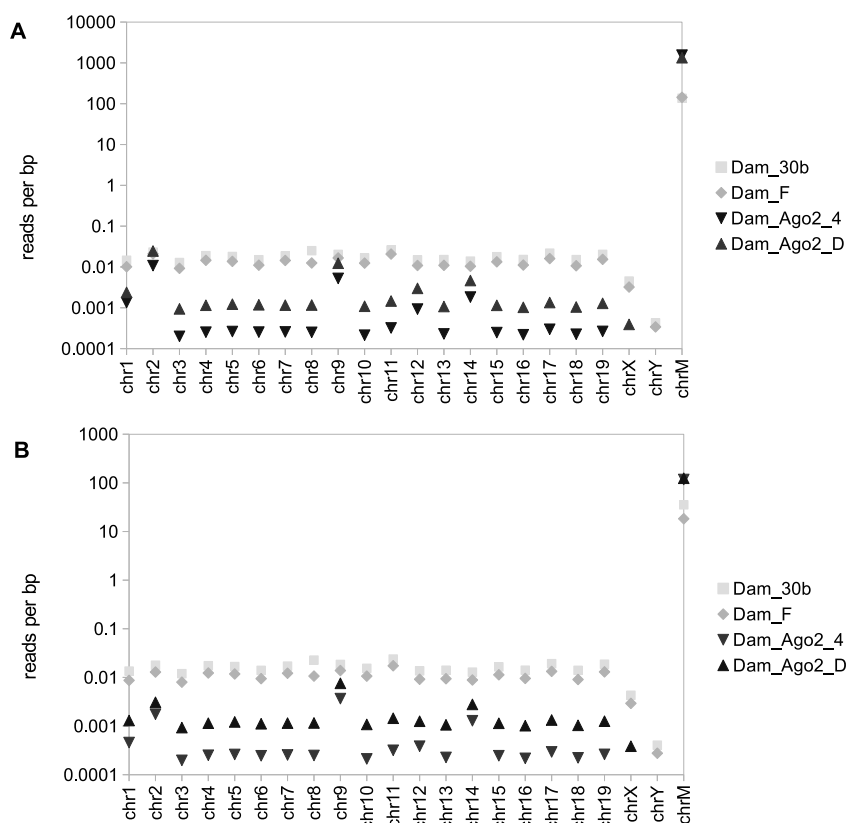 A
reads per bp
10000
1000
100
10
1
0.1
0.01
0.001
0.0001
chr1
chr2
chr3
chr4
chr5
chr6
chr7
chr8
chr9
chr10
chr11
chr12
chr13
chr14
chr15
chr16
chr17
chr18
chr19
chrX
chrY
chrM
Dam_30b
Dam_F
Dam_Ago2_4
Dam_Ago2_D
B
reads per bp
1000
100
10
1
0.1
0.01
0.001
0.0001
chr1
chr2
chr3
chr4
chr5
chr6
chr7
chr8
chr9
chr10
chr11
chr12
chr13
chr14
chr15
chr16
chr17
chr18
chr19
chrX
chrY
chrM
Dam_30b
Dam_F
Dam_Ago2_4
Dam_Ago2_D